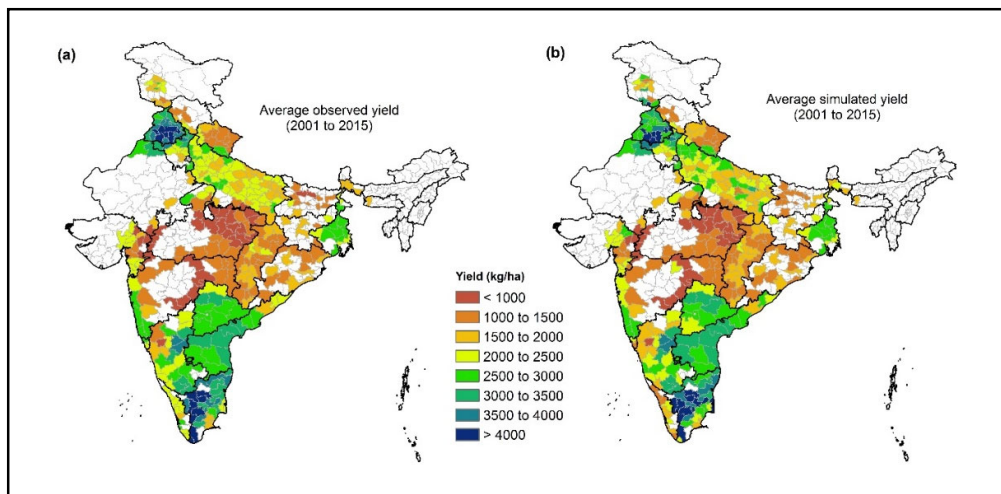 (a)
Average observed yield
(2001 to 2015)
(b)
Average simulated yield
(2001 to 2015)
Yield (kg/ha)
< 1000
1000 to 1500
1500 to 2000
2000 to 2500
2500 to 3000
3000 to 3500
3500 to 4000
> 4000